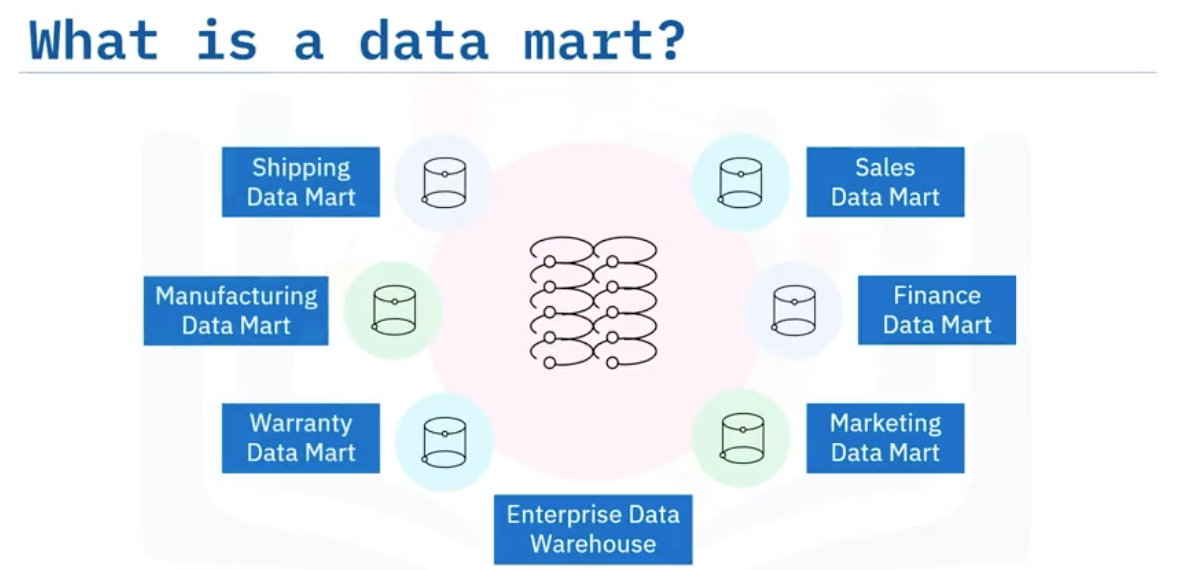 What is a data mart?
Shipping
Data Mart
Sales
Data Mart
Manufacturing
Data Mart
Finance
Data Mart
Warranty
Data Mart
Marketing
Data Mart
Enterprise Data
Warehouse